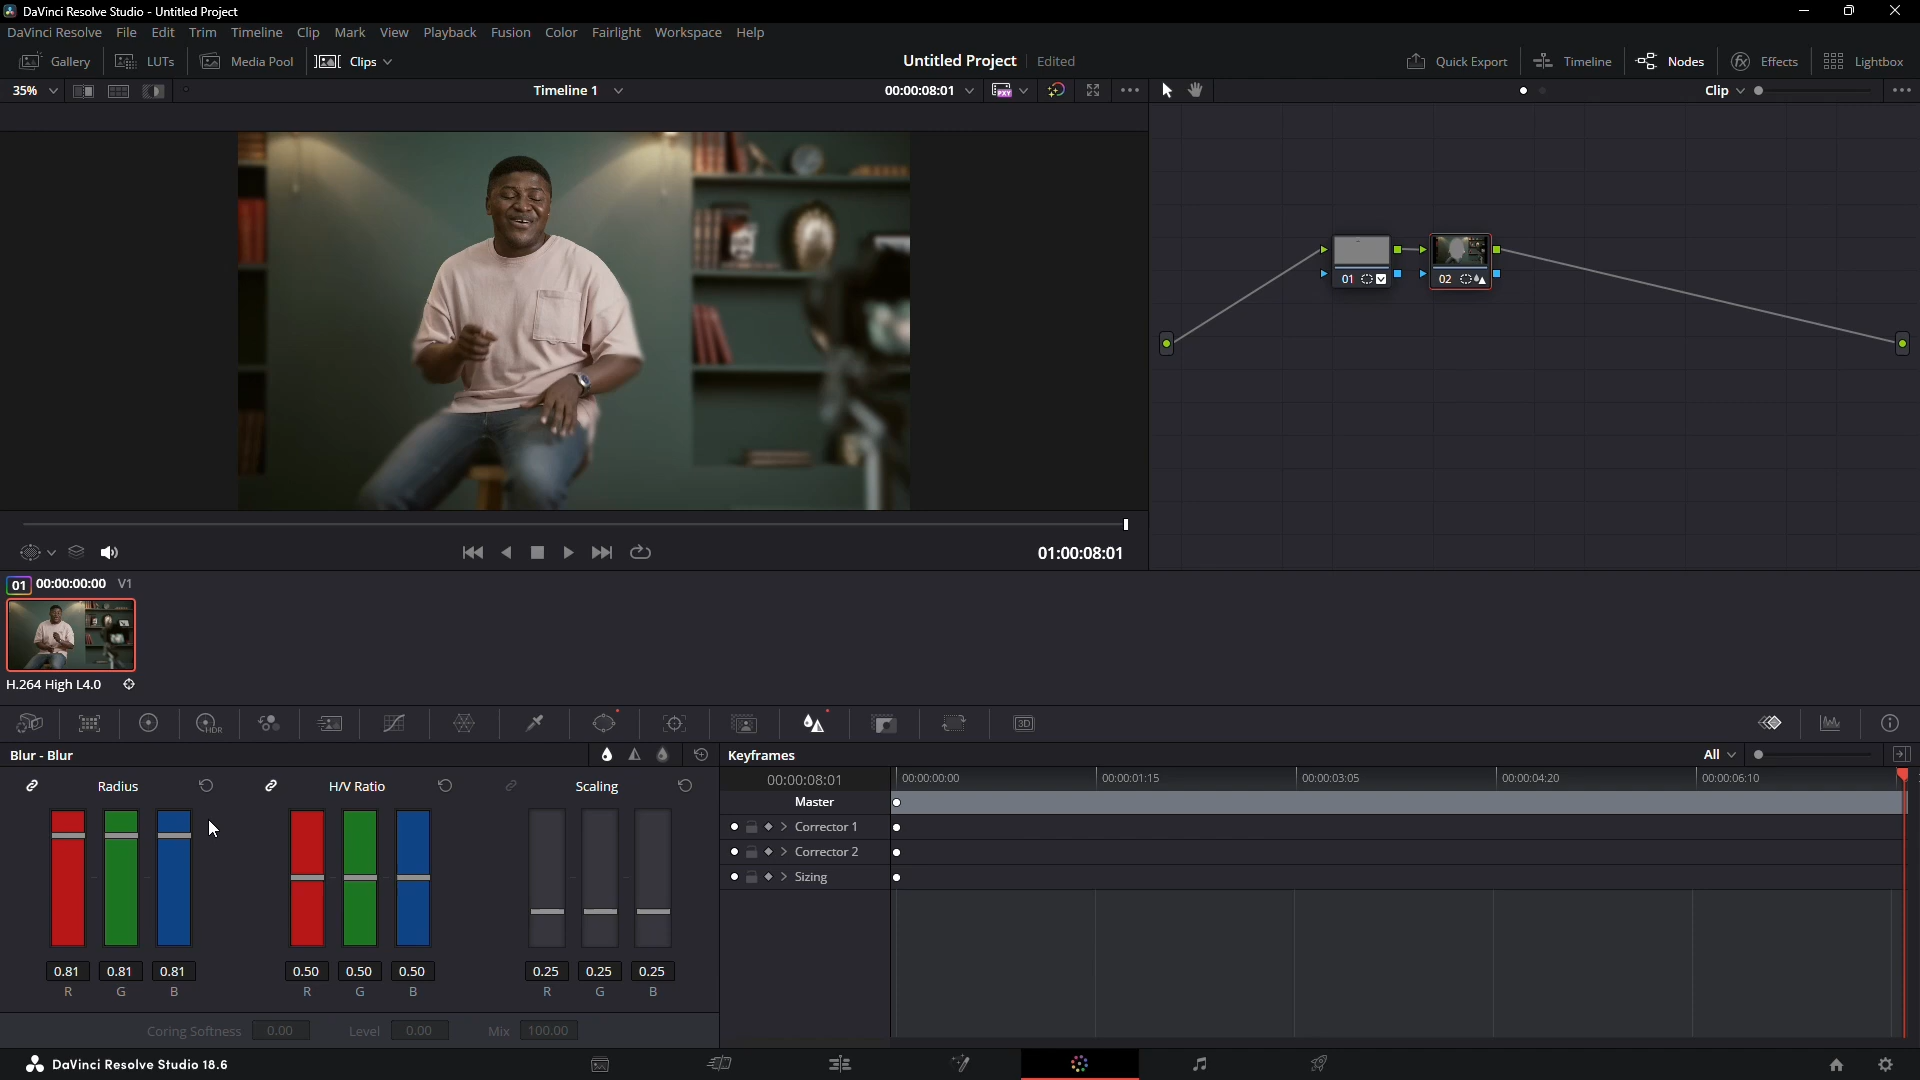 DaVinci Resolve Studio - Untitled Project
DaVinci Resolve File Edit Trim Timeline Clip Mark View Playback Fusion Color Fairlight Workspace Help
Gallery LUTs Media Pool Clips Untitled Project Edited Quick Export Timeline Nodes Effects Lightbox
35% Timeline 1 00:00:08:01 PXY Clip
01 02
01:00:08:01
01 00:00:00:00 V1
H.264 High L4.0
HDR 3D
Blur - Blur Keyframes All
Radius H/V Ratio Scaling 00:00:08:01 00:00:00:00 00:00:01:15 00:00:03:05 00:00:04:20 00:00:06:10
Master
Corrector 1
Corrector 2
Sizing
0.81 0.81 0.81 0.50 0.50 0.50 0.25 0.25 0.25
R G B R G B R G B
Coring Softness 0.00 Level 0.00 Mix 100.00
DaVinci Resolve Studio 18.6